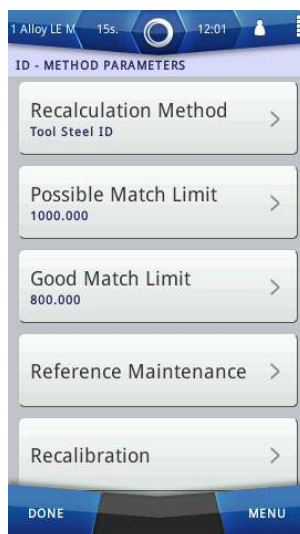 1 Alloy LE M 15s. 12:01
ID - METHOD PARAMETERS
Recalculation Method
Tool Steel ID
Possible Match Limit
1000.000
Good Match Limit
800.000
Reference Maintenance
Recalibration
DONE MENU